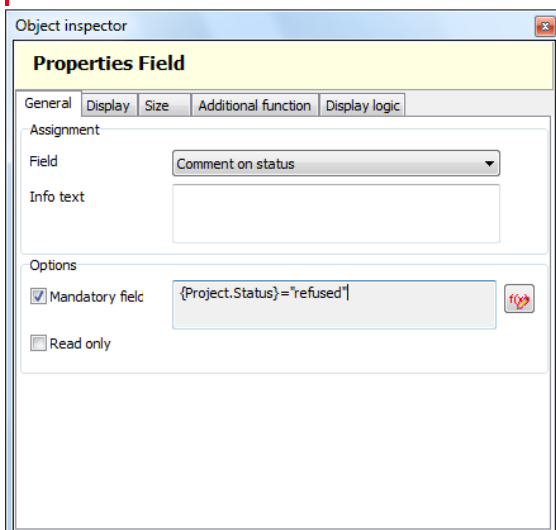 Object inspector
Properties Field
General Display Size Additional function Display logic
Assignment
Field Comment on status
Info text
Options
Mandatory field {Project.Status}="refused"
f(x)
Read only